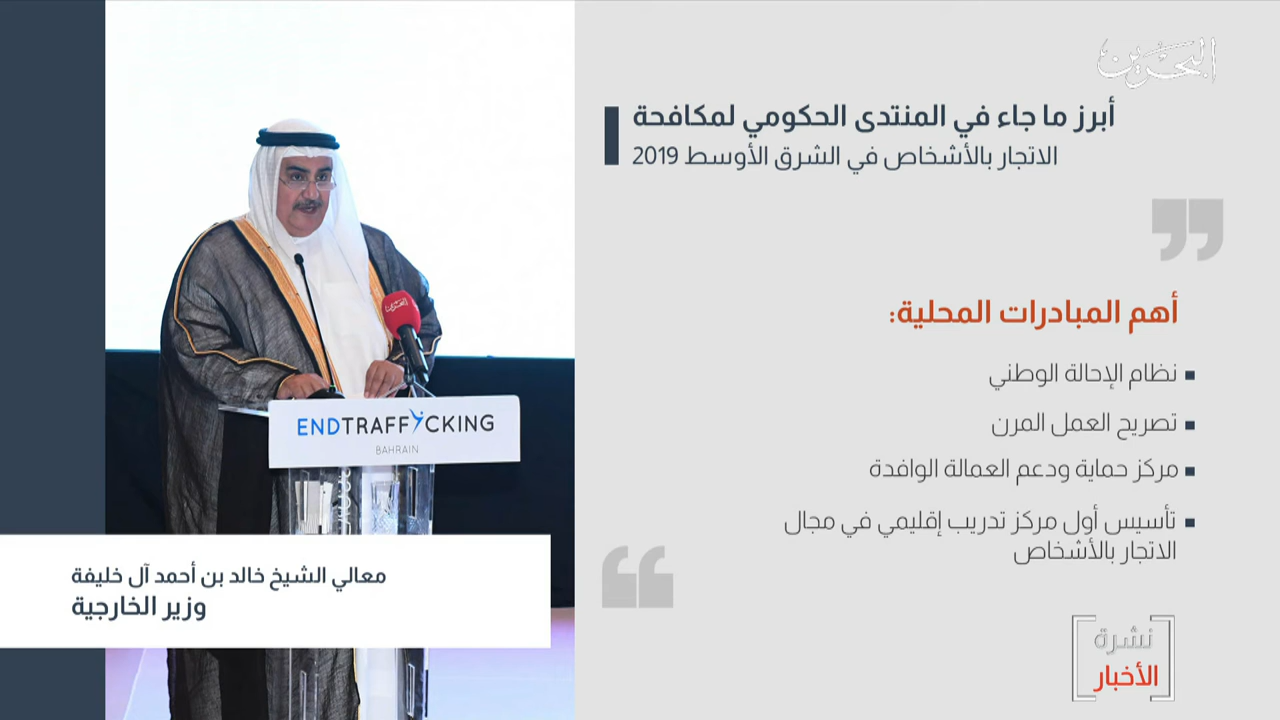 البحرين
أبرز ما جاء في المنتدى الحكومي لمكافحة
الاتجار بالأشخاص في الشرق الأوسط 2019
أهم المبادرات المحلية:
نظام الإحالة الوطني
تصريح العمل المرن
مركز حماية ودعم العمالة الوافدة
تأسيس أول مركز تدريب إقليمي في مجال
الاتجار بالأشخاص
البحرين
ENDTRAFFYCKING
BAHRAIN
معالي الشيخ خالد بن أحمد آل خليفة
وزير الخارجية
نشرة
الأخبار